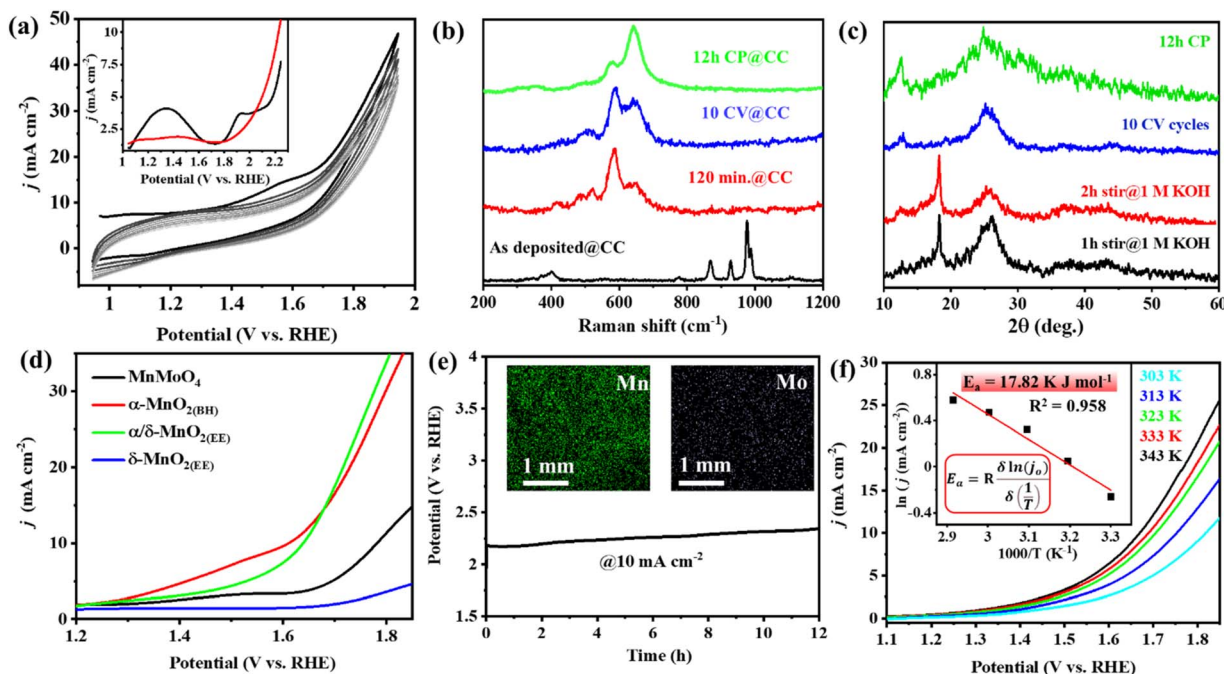 (a)
50
40
30
20
10
0
j (mA cm-2)
1
1.2
1.4
1.6
1.8
2
Potential (V vs. RHE)
10
7.5
5
2.5
j (mA cm-2)
1
1.2
1.4
1.6
1.8
2
2.2
Potential (V vs. RHE)
(b)
12h CP@CC
10 CV@CC
120 min.@CC
As deposited@CC
200
400
600
800
1000
1200
Raman shift (cm-1)
(c)
12h CP
10 CV cycles
2h stir@1 M KOH
1h stir@1 M KOH
10
20
30
40
50
60
2θ (deg.)
(d)
30
20
10
0
j (mA cm-2)
MnMoO4
α-MnO2(BH)
α/δ-MnO2(EE)
δ-MnO2(EE)
1.2
1.4
1.6
1.8
Potential (V vs. RHE)
(e)
4
3.5
3
2.5
2
1.5
Potential (V vs. RHE)
Mn
1 mm
Mo
1 mm
@10 mA cm-2
0
2
4
6
8
10
12
Time (h)
(f)
30
25
20
15
10
5
0
j (mA cm-2)
Ea = 17.82 K J mol-1
R2 = 0.958
Ea = R δ ln(jo) / δ (1/T)
0.8
0.4
0
-0.4
ln (j (mA cm-2))
2.9
3
3.1
3.2
3.3
1000/T (K-1)
303 K
313 K
323 K
333 K
343 K
1.1
1.2
1.3
1.4
1.5
1.6
1.7
1.8
Potential (V vs. RHE)